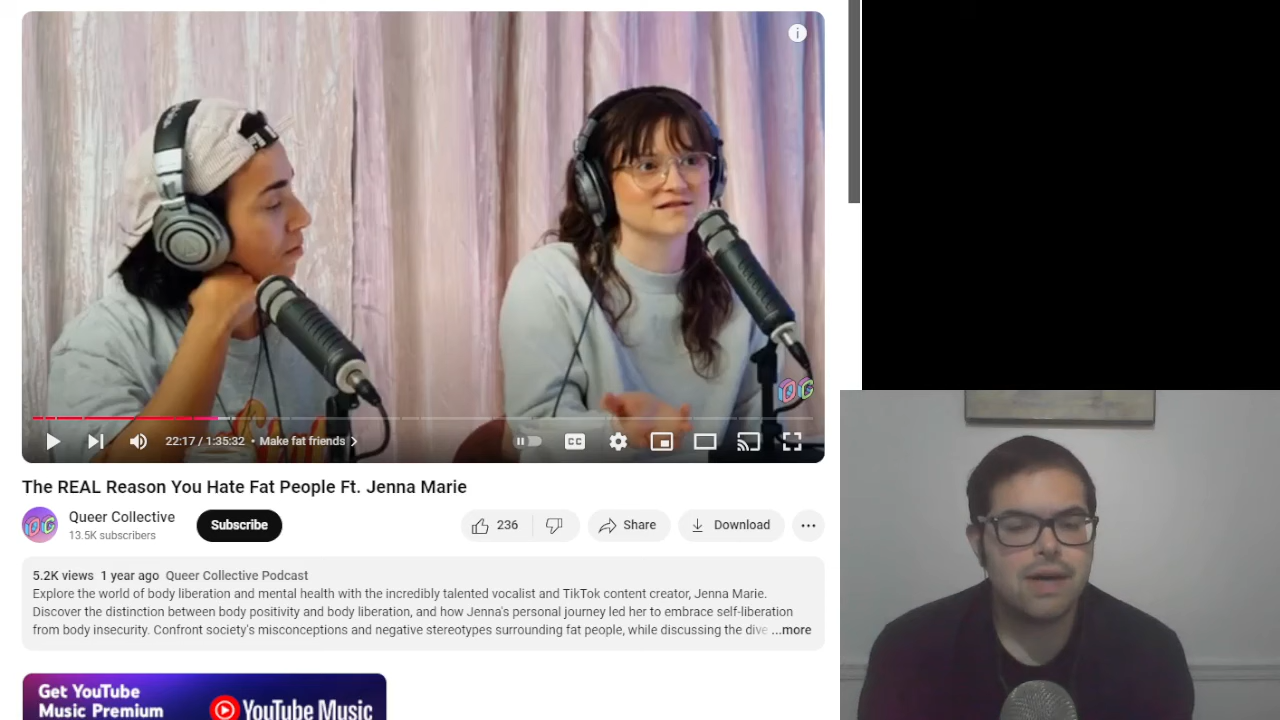 i
QC
CC
22:17 / 1:35:32 • Make fat friends
The REAL Reason You Hate Fat People Ft. Jenna Marie
QC
Queer Collective
13.5K subscribers
Subscribe
236
Share
Download
5.2K views 1 year ago Queer Collective Podcast
Explore the world of body liberation and mental health with the incredibly talented vocalist and TikTok content creator, Jenna Marie.
Discover the distinction between body positivity and body liberation, and how Jenna's personal journey led her to embrace self-liberation
from body insecurity. Confront society's misconceptions and negative stereotypes surrounding fat people, while discussing the dive ...more
Get YouTube
Music Premium
YouTube Music